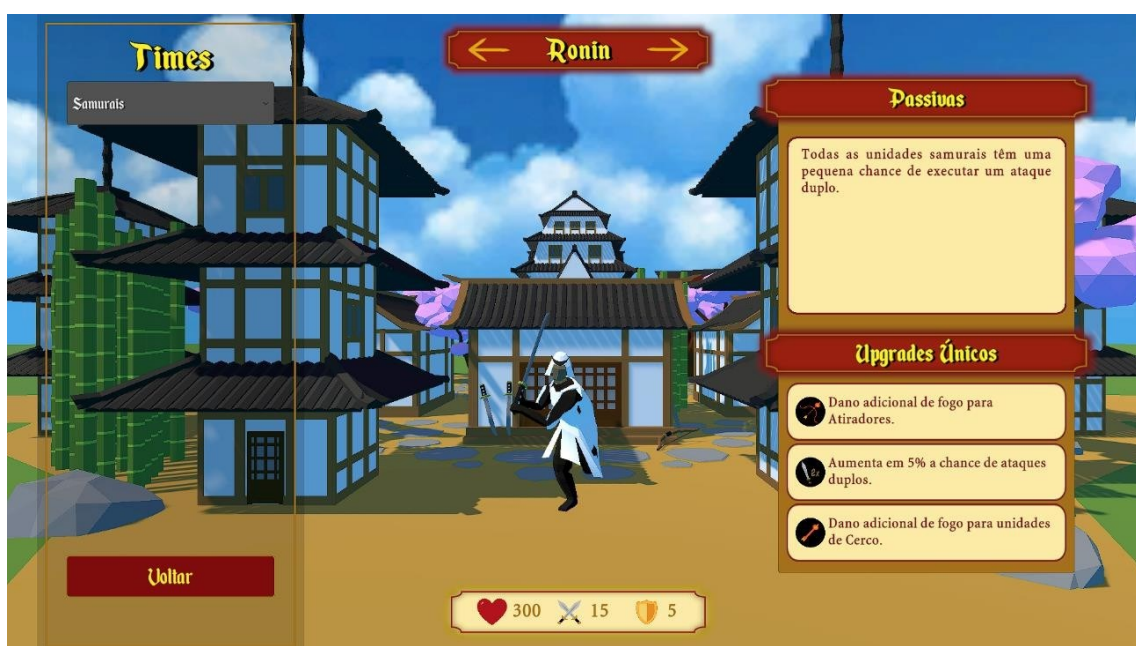 Times
Samurais
Voltar
Ronin
Passivas
Todas as unidades samurais têm uma
pequena chance de executar um ataque
duplo.
Upgrades Únicos
Dano adicional de fogo para
Atiradores.
Aumenta em 5% a chance de ataques
duplos.
Dano adicional de fogo para unidades
de Cerco.
300 15 5